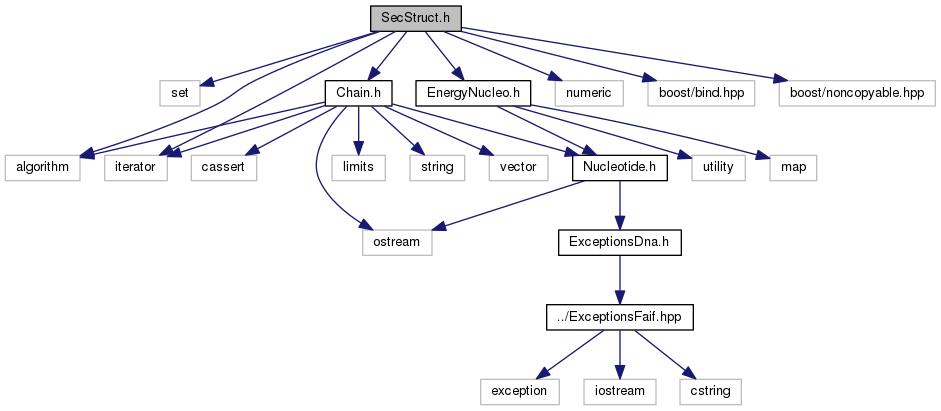 SecStruct.h
set
Chain.h
EnergyNucleo.h
numeric
boost/bind.hpp
boost/noncopyable.hpp
algorithm
iterator
cassert
limits
string
vector
Nucleotide.h
utility
map
ostream
ExceptionsDna.h
../ExceptionsFaif.hpp
exception
iostream
cstring